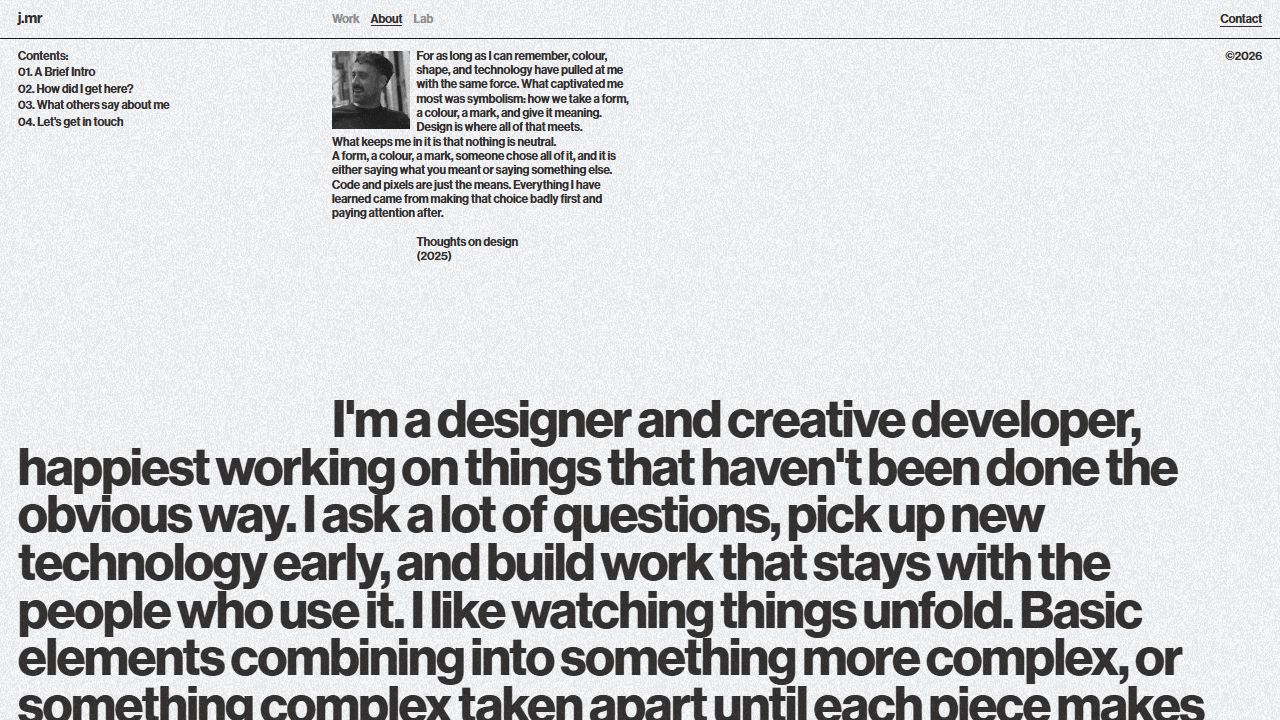 j.mr
Work About Lab
Contact
Contents:
01. A Brief Intro
02. How did I get here?
03. What others say about me
04. Let's get in touch
For as long as I can remember, colour,
shape, and technology have pulled at me
with the same force. What captivated me
most was symbolism: how we take a form,
a colour, a mark, and give it meaning.
Design is where all of that meets.
What keeps me in it is that nothing is neutral.
A form, a colour, a mark, someone chose all of it, and it is
either saying what you meant or saying something else.
Code and pixels are just the means. Everything I have
learned came from making that choice badly first and
paying attention after.
Thoughts on design
(2025)
©2026
I'm a designer and creative developer,
happiest working on things that haven't been done the
obvious way. I ask a lot of questions, pick up new
technology early, and build work that stays with the
people who use it. I like watching things unfold. Basic
elements combining into something more complex, or
something complex taken apart until each piece makes